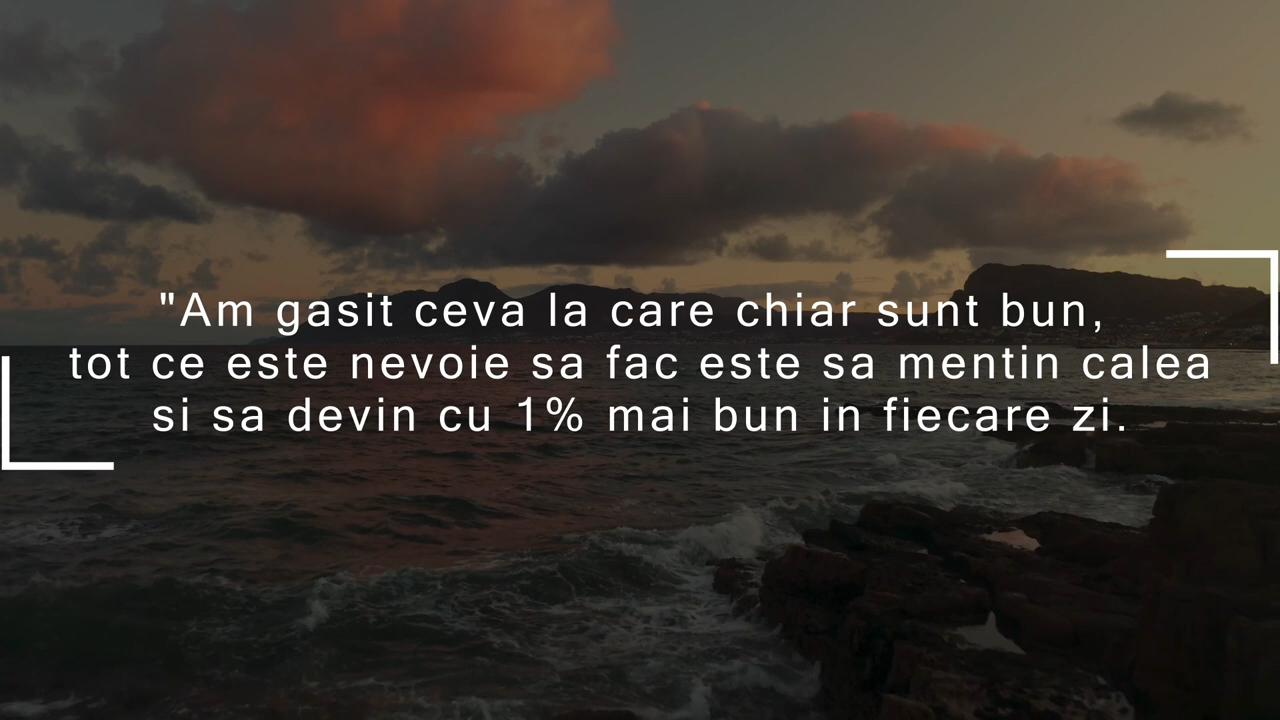 "Am gasit ceva la care chiar sunt bun,
tot ce este nevoie sa fac este sa mentin calea
si sa devin cu 1% mai bun in fiecare zi.